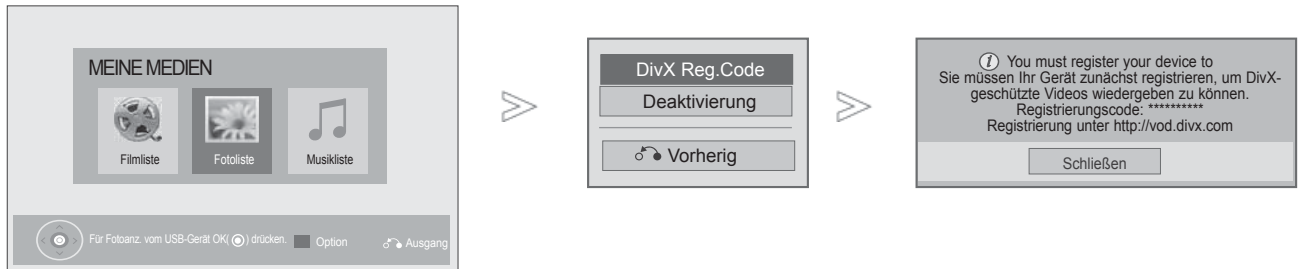 MEINE MEDIEN
Filmliste
Fotoliste
Musikliste
Für Fotoanz. vom USB-Gerät OK(◉) drücken.
Option
Ausgang
DivX Reg.Code
Deaktivierung
Vorherig
You must register your device to
Sie müssen Ihr Gerät zunächst registrieren, um DivX-
geschützte Videos wiedergeben zu können.
Registrierungscode: **********
Registrierung unter http://vod.divx.com
Schließen